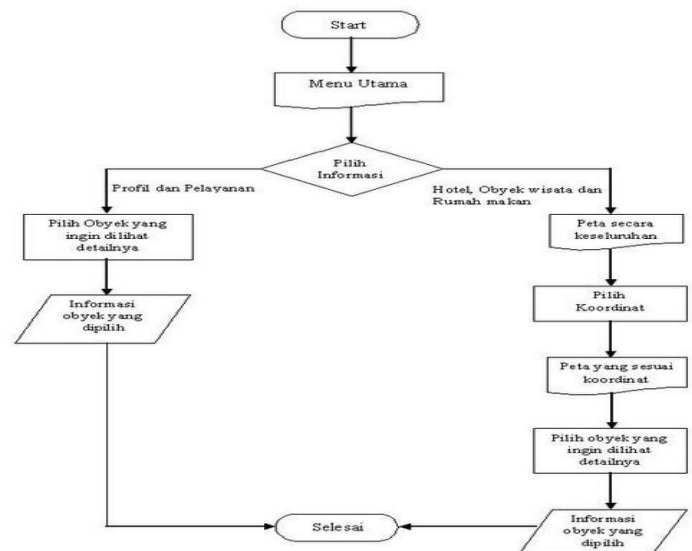 Start
Menu Utama
Pilih
Informasi
Profil dan Pelayanan
Hotel, Obyek wisata dan
Rumah makan
Pilih Obyek yang
ingin dilihat
detailnya
Informasi
obyek yang
dipilih
Peta secara
keseluruhan
Pilih
Koordinat
Peta yang sesuai
koordinat
Pilih obyek yang
ingin dilihat
detailnya
Informasi
obyek yang
dipilih
Selesai